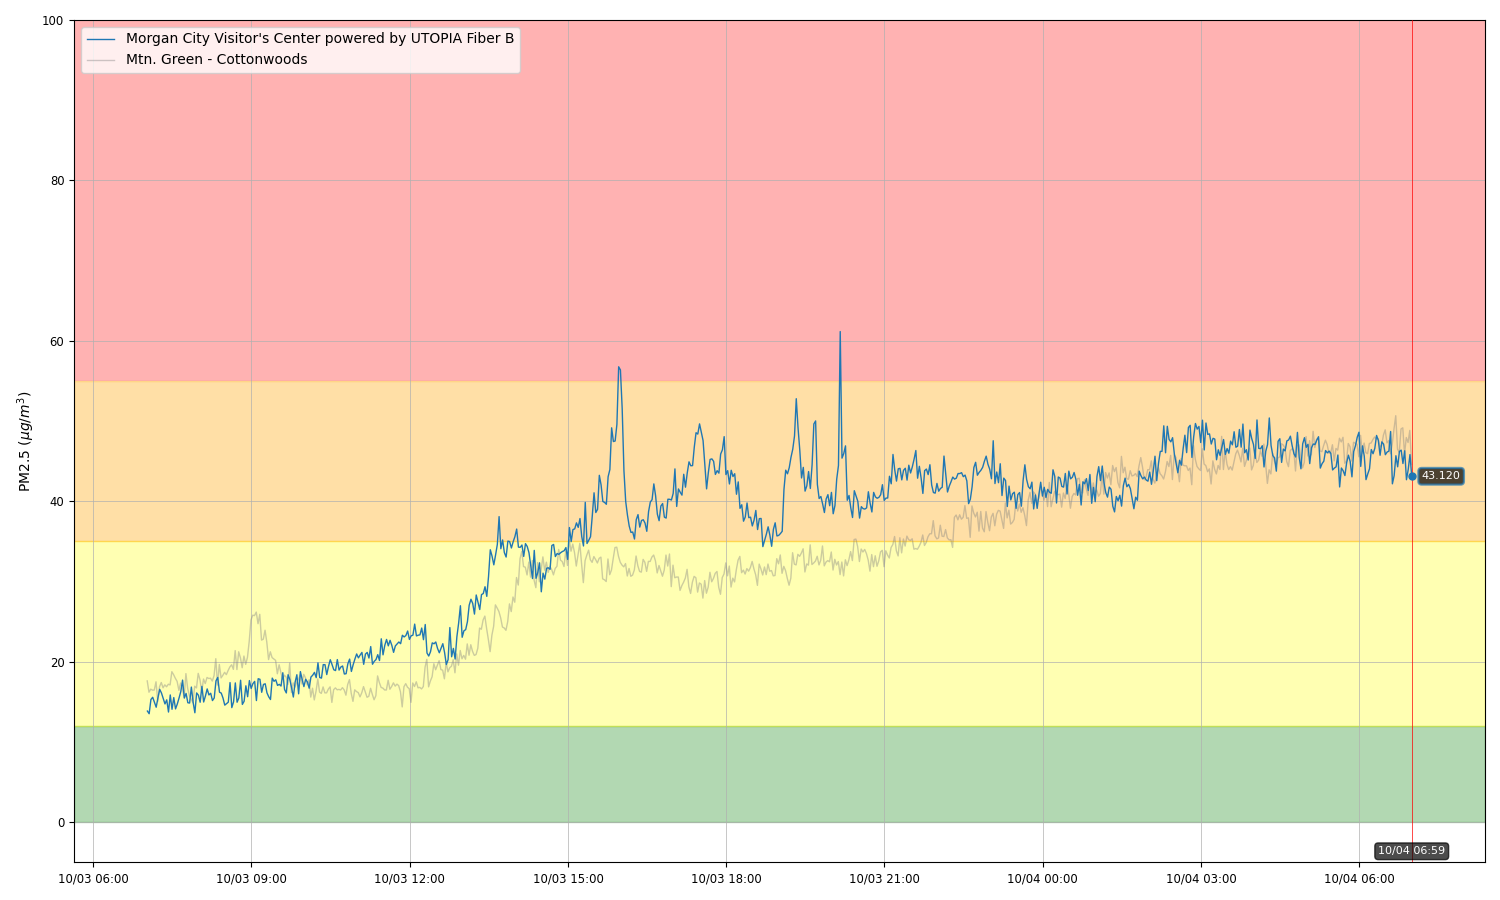 100
Morgan City Visitor's Center powered by UTOPIA Fiber B
Mtn. Green - Cottonwoods
80
60
PM2.5 (μg/m³)
40
43.120
20
0
10/04 06:59
10/03 06:00 10/03 09:00 10/03 12:00 10/03 15:00 10/03 18:00 10/03 21:00 10/04 00:00 10/04 03:00 10/04 06:00